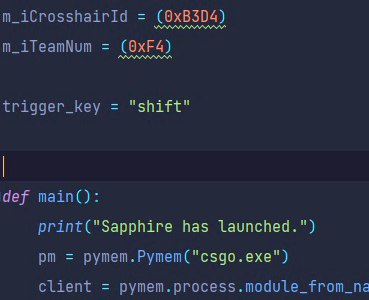 m_iCrosshairId = (0xB3D4)
m_iTeamNum = (0xF4)
trigger_key = "shift"
def main():
print("Sapphire has launched.")
pm = pymem.Pymem("csgo.exe")
client = pymem.process.module_from_na